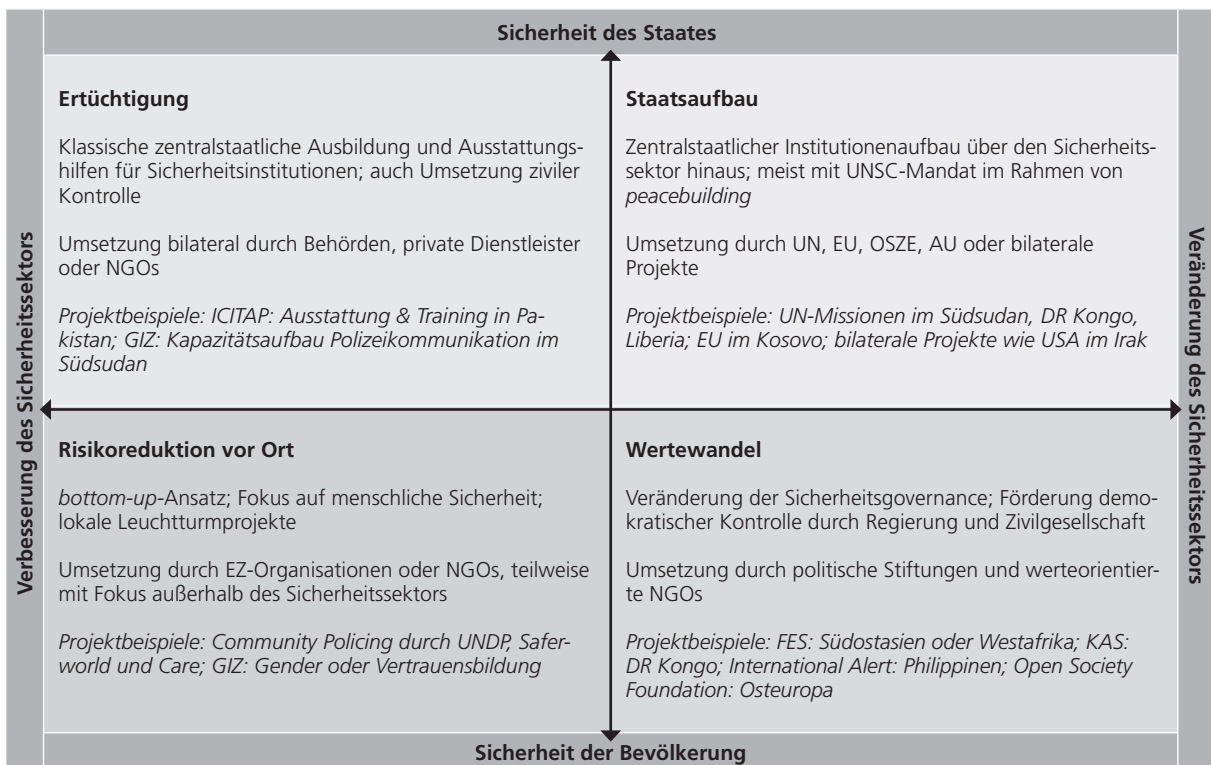 Sicherheit des Staates
Verbesserung des Sicherheitssektors
Ertüchtigung
Klassische zentralstaatliche Ausbildung und Ausstattungs-
hilfen für Sicherheitsinstitutionen; auch Umsetzung ziviler
Kontrolle
Umsetzung bilateral durch Behörden, private Dienstleister
oder NGOs
Projektbeispiele: ICITAP: Ausstattung & Training in Pa-
kistan; GIZ: Kapazitätsaufbau Polizeikommunikation im
Südsudan
Staatsaufbau
Zentralstaatlicher Institutionenaufbau über den Sicherheits-
sektor hinaus; meist mit UNSC-Mandat im Rahmen von
peacebuilding
Umsetzung durch UN, EU, OSZE, AU oder bilaterale
Projekte
Projektbeispiele: UN-Missionen im Südsudan, DR Kongo,
Liberia; EU im Kosovo; bilaterale Projekte wie USA im Irak
Veränderung des Sicherheitssektors
Risikoreduktion vor Ort
bottom-up-Ansatz; Fokus auf menschliche Sicherheit;
lokale Leuchtturmprojekte
Umsetzung durch EZ-Organisationen oder NGOs, teilweise
mit Fokus außerhalb des Sicherheitssektors
Projektbeispiele: Community Policing durch UNDP, Safer-
world und Care; GIZ: Gender oder Vertrauensbildung
Wertewandel
Veränderung der Sicherheitsgovernance; Förderung demo-
kratischer Kontrolle durch Regierung und Zivilgesellschaft
Umsetzung durch politische Stiftungen und werteorientier-
te NGOs
Projektbeispiele: FES: Südostasien oder Westafrika; KAS:
DR Kongo; International Alert: Philippinen; Open Society
Foundation: Osteuropa
Sicherheit der Bevölkerung